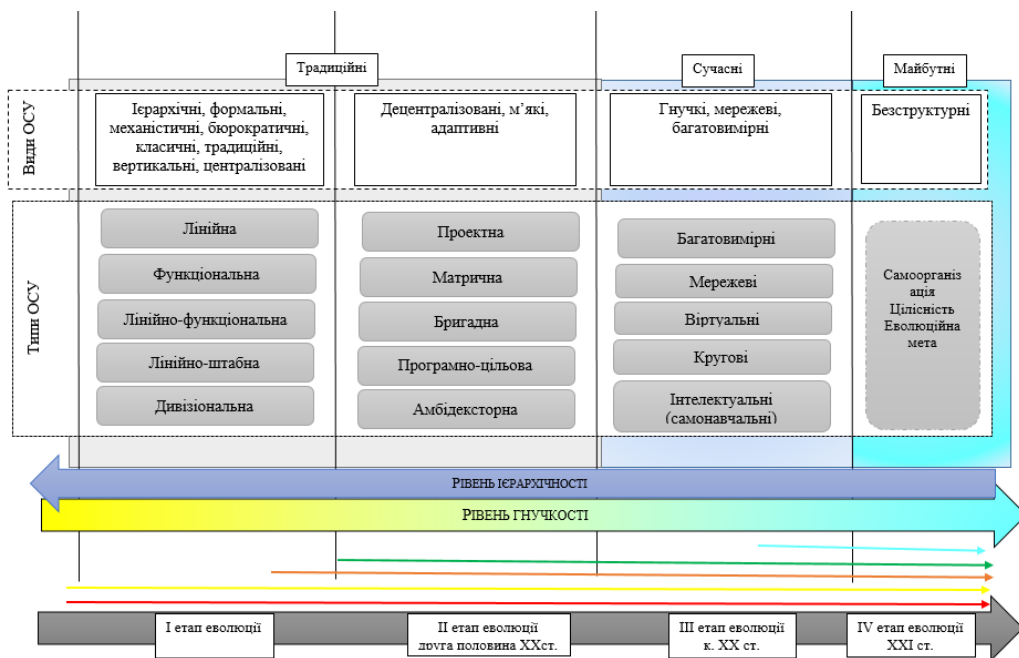 Традиційні
Сучасні
Майбутні
Види ОСУ
Ієрархічні, формальні,
механістичні, бюрократичні,
класичні, традиційні,
вертикальні, централізовані
Децентралізовані, м’які,
адаптивні
Гнучкі, мережеві,
багатовимірні
Безструктурні
Типи ОСУ
Лінійна
Функціональна
Лінійно-функціональна
Лінійно-штабна
Дивізіональна
Проектна
Матрична
Бригадна
Програмно-цільова
Амбідексторна
Багатовимірні
Мережеві
Віртуальні
Кругові
Інтелектуальні
(самонавчальні)
Самоорганіз
ація
Цілісність
Еволюційна
мета
РІВЕНЬ ІЄРАРХІЧНОСТІ
РІВЕНЬ ГНУЧКОСТІ
І етап еволюції
ІІ етап еволюції
друга половина ХХст.
ІІІ етап еволюції
к. ХХ ст.
IV етап еволюції
ХХІ ст.